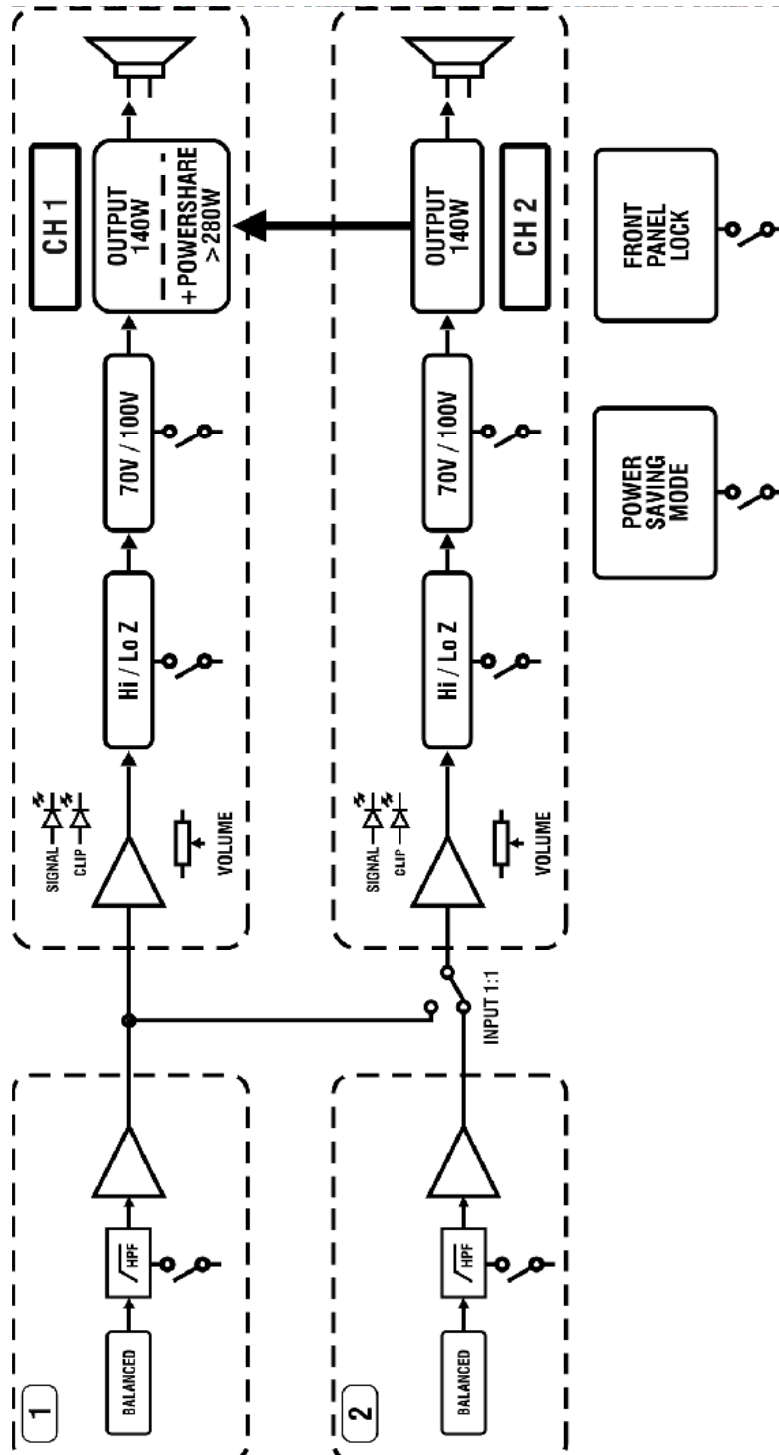 1
BALANCED
HPF
SIGNAL
CLIP
VOLUME
Hi / Lo Z
70V / 100V
CH 1
OUTPUT
140W
+ POWERSHARE
> 280W
2
BALANCED
HPF
INPUT 1:1
SIGNAL
CLIP
VOLUME
Hi / Lo Z
70V / 100V
OUTPUT
140W
CH 2
POWER
SAVING
MODE
FRONT
PANEL
LOCK